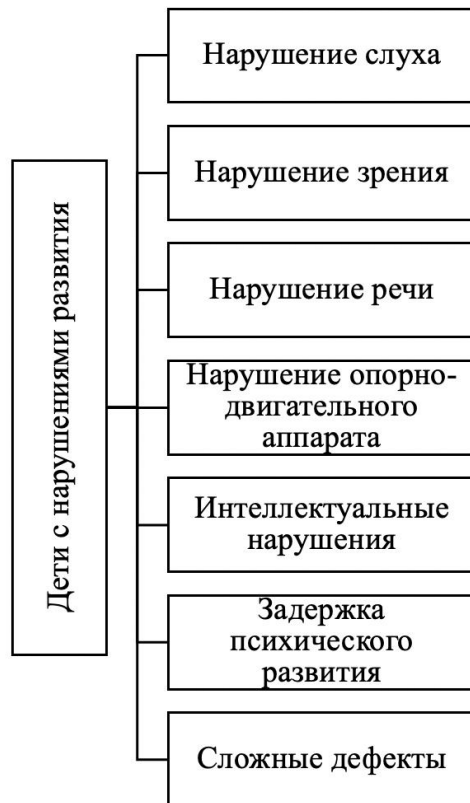 Дети с нарушениями развития
Нарушение слуха
Нарушение зрения
Нарушение речи
Нарушение опорно-
двигательного
аппарата
Интеллектуальные
нарушения
Задержка
психического
развития
Сложные дефекты